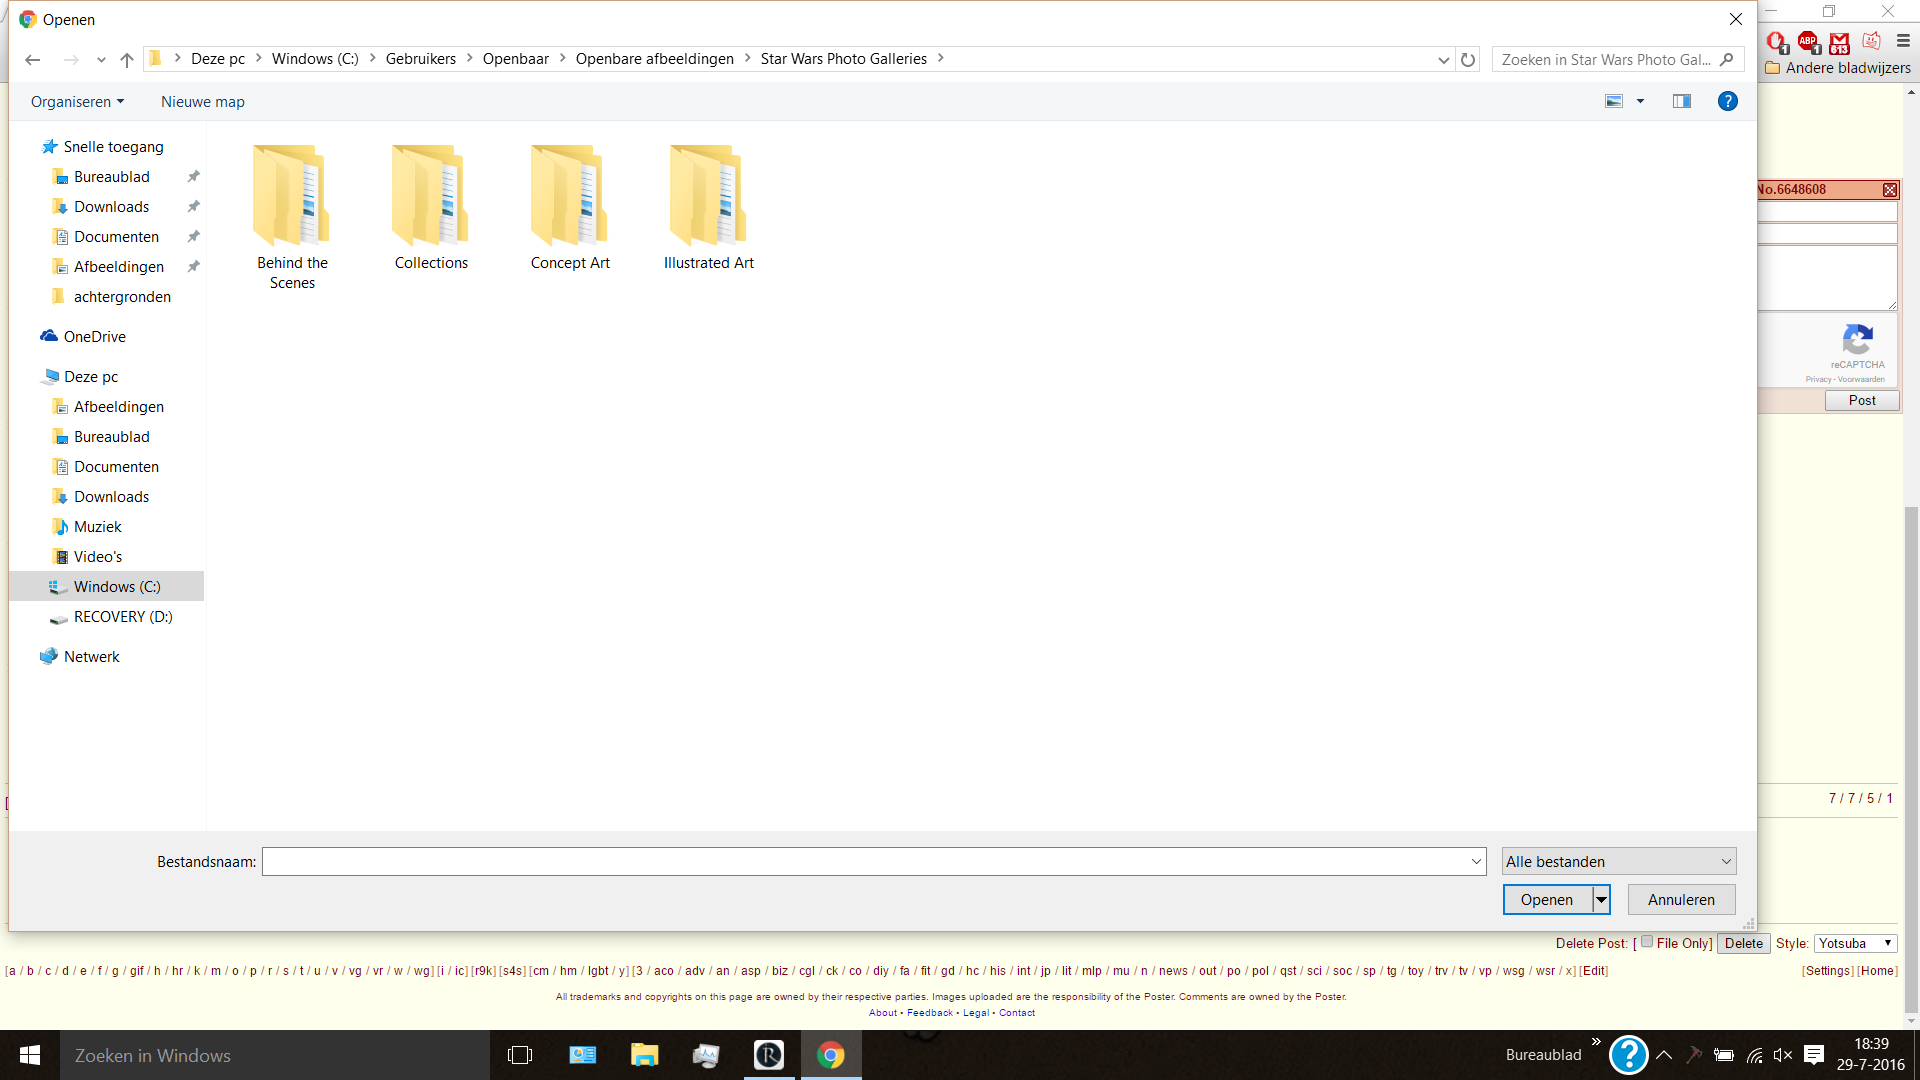 Openen
Deze pc Windows (C:) Gebruikers Openbaar Openbare afbeeldingen Star Wars Photo Galleries
Zoeken in Star Wars Photo Gal...
1 ABP 1 613
Andere bladwijzers
Organiseren Nieuwe map
?
Snelle toegang
Bureaublad
Downloads
Documenten
Afbeeldingen
achtergronden
OneDrive
Deze pc
Afbeeldingen
Bureaublad
Documenten
Downloads
Muziek
Video's
Windows (C:)
RECOVERY (D:)
Netwerk
Behind the
Scenes
Collections
Concept Art
Illustrated Art
No.6648608
reCAPTCHA
Privacy - Voorwaarden
Post
[
7 / 7 / 5 / 1
Bestandsnaam:
Alle bestanden
Openen
Annuleren
Delete Post: [ File Only] Delete Style: Yotsuba
[a / b / c / d / e / f / g / gif / h / hr / k / m / o / p / r / s / t / u / v / vg / vr / w / wg] [i / ic] [r9k] [s4s] [cm / hm / lgbt / y] [3 / aco / adv / an / asp / biz / cgl / ck / co / diy / fa / fit / gd / hc / his / int / jp / lit / mlp / mu / n / news / out / po / pol / qst / sci / soc / sp / tg / toy / trv / tv / vp / wsg / wsr / x] [Edit]
[Settings] [Home]
All trademarks and copyrights on this page are owned by their respective parties. Images uploaded are the responsibility of the Poster. Comments are owned by the Poster.
About • Feedback • Legal • Contact
Zoeken in Windows
R
Bureaublad »
?
18:39
29-7-2016